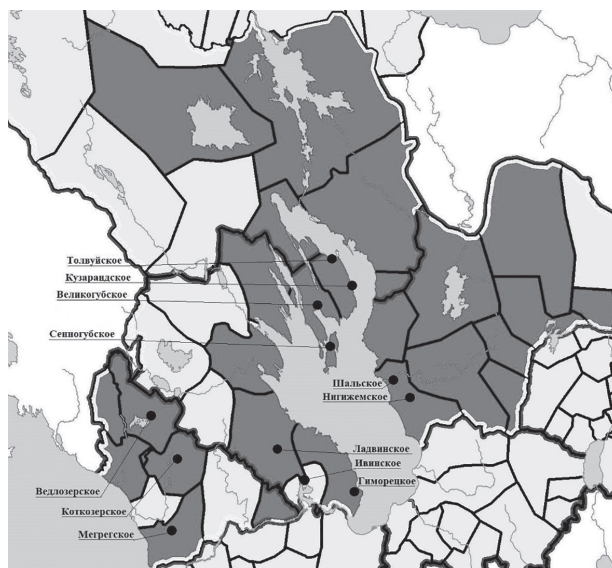 Толвуйское
Кузарандское
Великогубское
Сенногубское
Шальское
Нигижемское
Ладвинское
Ивинское
Гиморецкое
Ведлозерское
Коткозерское
Мегрегское